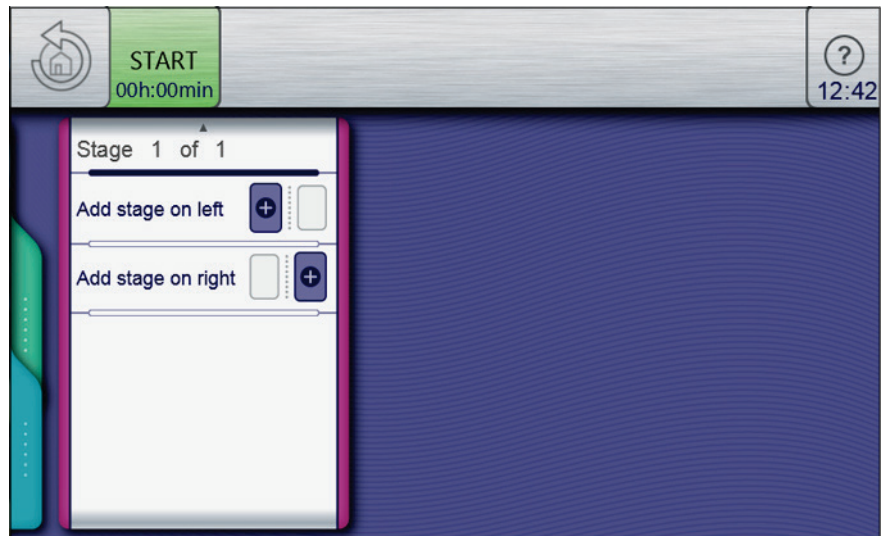 START
00h:00min
?
12:42
Stage 1 of 1
Add stage on left
Add stage on right